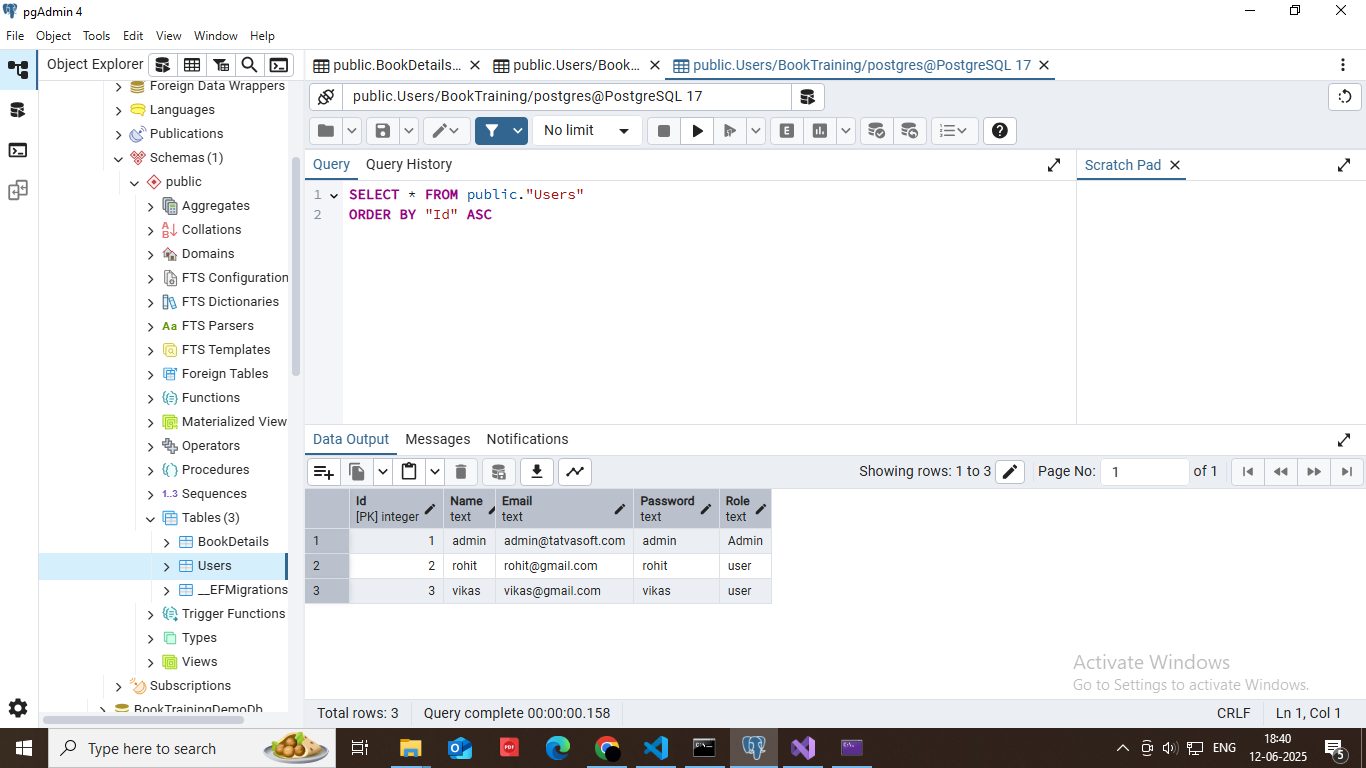 pgAdmin 4
File Object Tools Edit View Window Help
Object Explorer
public.BookDetails...
public.Users/Book...
public.Users/BookTraining/postgres@PostgreSQL 17
Foreign Data Wrappers
Languages
Publications
Schemas (1)
public
Aggregates
Collations
Domains
FTS Configuration
FTS Dictionaries
FTS Parsers
FTS Templates
Foreign Tables
Functions
Materialized View
Operators
Procedures
1..3 Sequences
Tables (3)
BookDetails
Users
__EFMigrations
Trigger Functions
Types
Views
Subscriptions
BookTrainingDemoDb
public.Users/BookTraining/postgres@PostgreSQL 17
No limit
E
Query Query History
Scratch Pad
1 SELECT * FROM public."Users"
2 ORDER BY "Id" ASC
Data Output Messages Notifications
Showing rows: 1 to 3 Page No: 1 of 1
Id Name Email Password Role
[PK] integer text text text text
1 1 admin admin@tatvasoft.com admin Admin
2 2 rohit rohit@gmail.com rohit user
3 3 vikas vikas@gmail.com vikas user
Activate Windows
Go to Settings to activate Windows.
Total rows: 3 Query complete 00:00:00.158 CRLF Ln 1, Col 1
Type here to search
PDF
ENG
18:40
12-06-2025
5